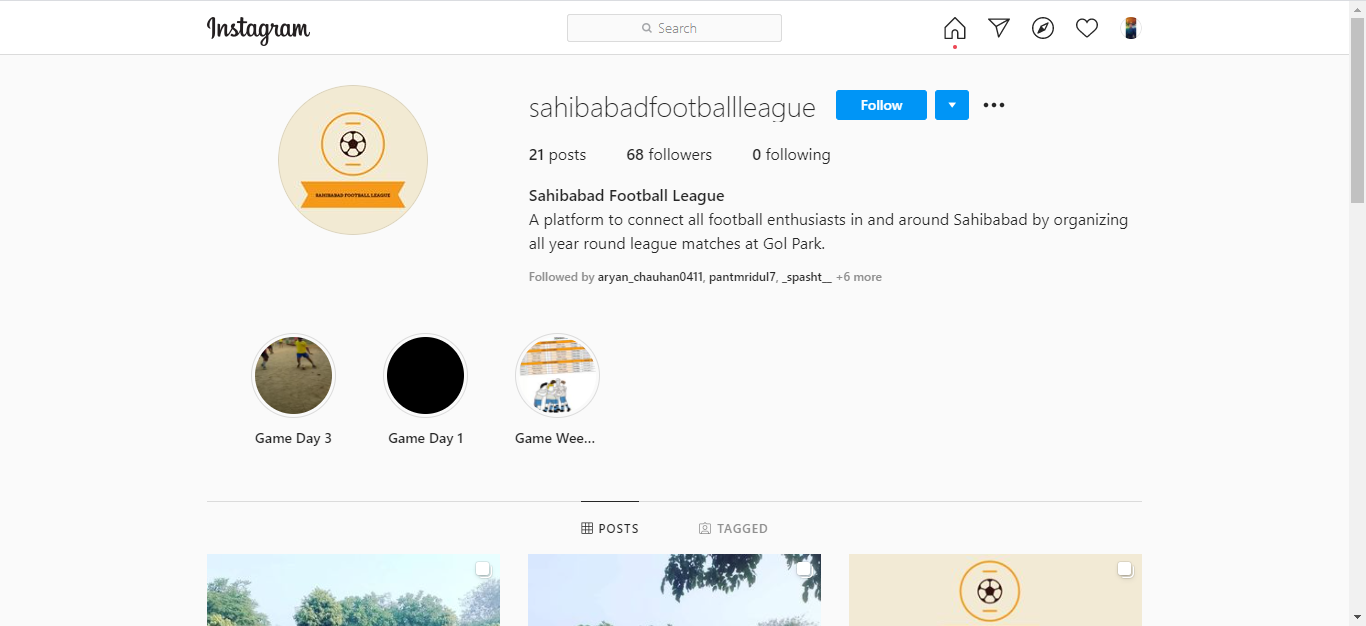 Instagram
Search
sahibabadfootballleague
Follow
21 posts 68 followers 0 following
Sahibabad Football League
A platform to connect all football enthusiasts in and around Sahibabad by organizing
all year round league matches at Gol Park.
Followed by aryan_chauhan0411, pantmridul7, _spasht__ +6 more
SAHIBABAD FOOTBALL LEAGUE
Game Day 3
Game Day 1
Game Wee...
POSTS
TAGGED